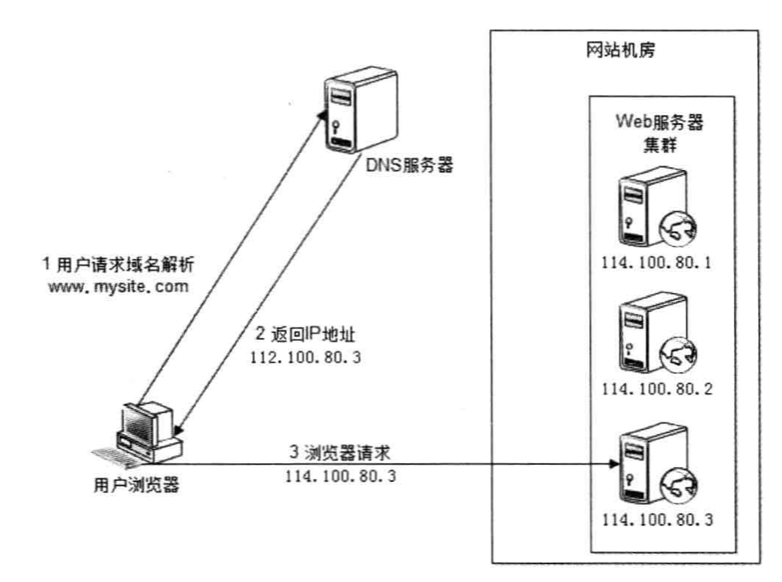 网站机房
Web服务器
集群
DNS服务器
114.100.80.1
1 用户请求域名解析
www.mysite.com
2 返回IP地址
112.100.80.3
114.100.80.2
3 浏览器请求
114.100.80.3
用户浏览器
114.100.80.3